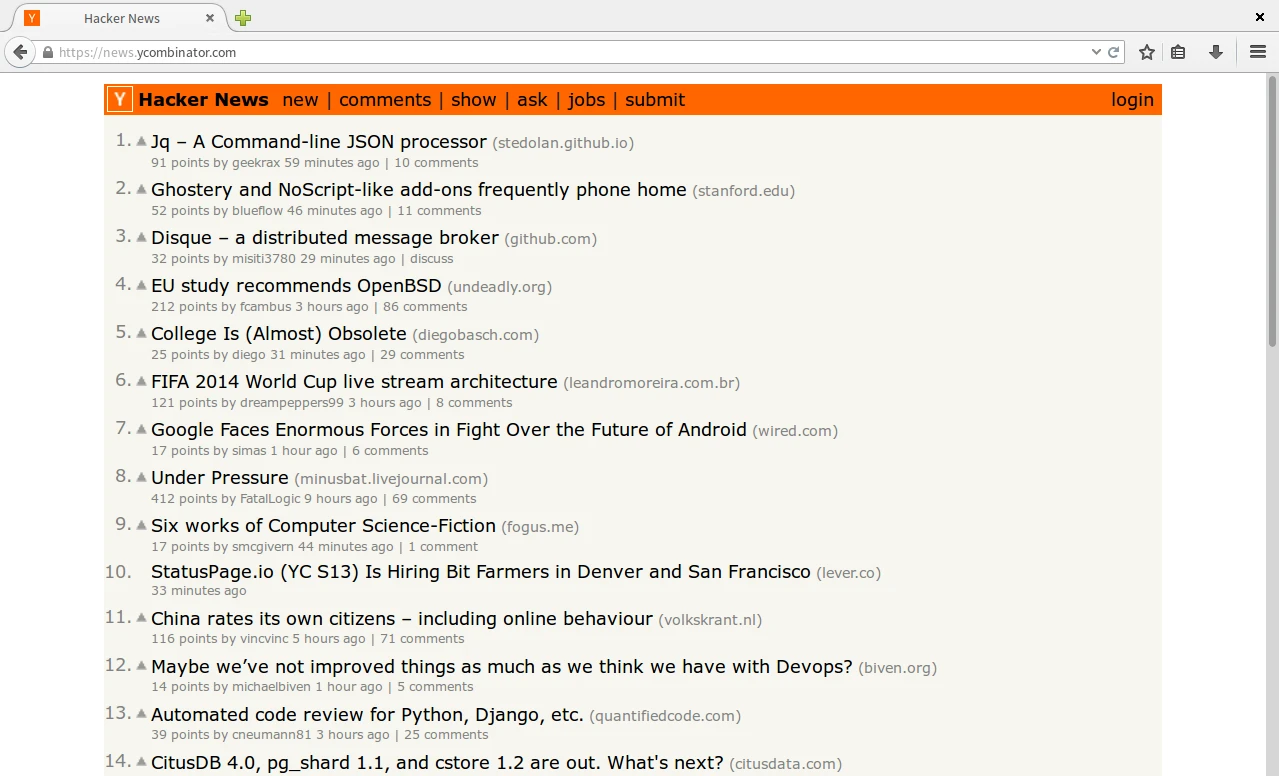 Y Hacker News
https://news.ycombinator.com
Y Hacker News new | comments | show | ask | jobs | submit login
1. Jq – A Command-line JSON processor (stedolan.github.io)
91 points by geekrax 59 minutes ago | 10 comments
2. Ghostery and NoScript-like add-ons frequently phone home (stanford.edu)
52 points by blueflow 46 minutes ago | 11 comments
3. Disque – a distributed message broker (github.com)
32 points by misiti3780 29 minutes ago | discuss
4. EU study recommends OpenBSD (undeadly.org)
212 points by fcambus 3 hours ago | 86 comments
5. College Is (Almost) Obsolete (diegobasch.com)
25 points by diego 31 minutes ago | 29 comments
6. FIFA 2014 World Cup live stream architecture (leandromoreira.com.br)
121 points by dreampeppers99 3 hours ago | 8 comments
7. Google Faces Enormous Forces in Fight Over the Future of Android (wired.com)
17 points by simas 1 hour ago | 6 comments
8. Under Pressure (minusbat.livejournal.com)
412 points by FatalLogic 9 hours ago | 69 comments
9. Six works of Computer Science-Fiction (fogus.me)
17 points by smcgivern 44 minutes ago | 1 comment
10. StatusPage.io (YC S13) Is Hiring Bit Farmers in Denver and San Francisco (lever.co)
33 minutes ago
11. China rates its own citizens – including online behaviour (volkskrant.nl)
116 points by vincvinc 5 hours ago | 71 comments
12. Maybe we’ve not improved things as much as we think we have with Devops? (biven.org)
14 points by michaelbiven 1 hour ago | 5 comments
13. Automated code review for Python, Django, etc. (quantifiedcode.com)
39 points by cneumann81 3 hours ago | 25 comments
14. CitusDB 4.0, pg_shard 1.1, and cstore 1.2 are out. What's next? (citusdata.com)